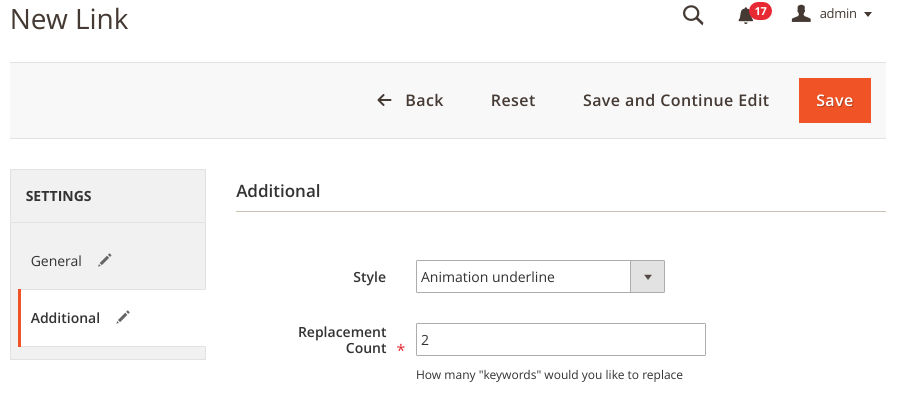 New Link
17
admin
Back
Reset
Save and Continue Edit
Save
SETTINGS
General
Additional
Additional
Style
Animation underline
Replacement
Count *
2
How many "keywords" would you like to replace